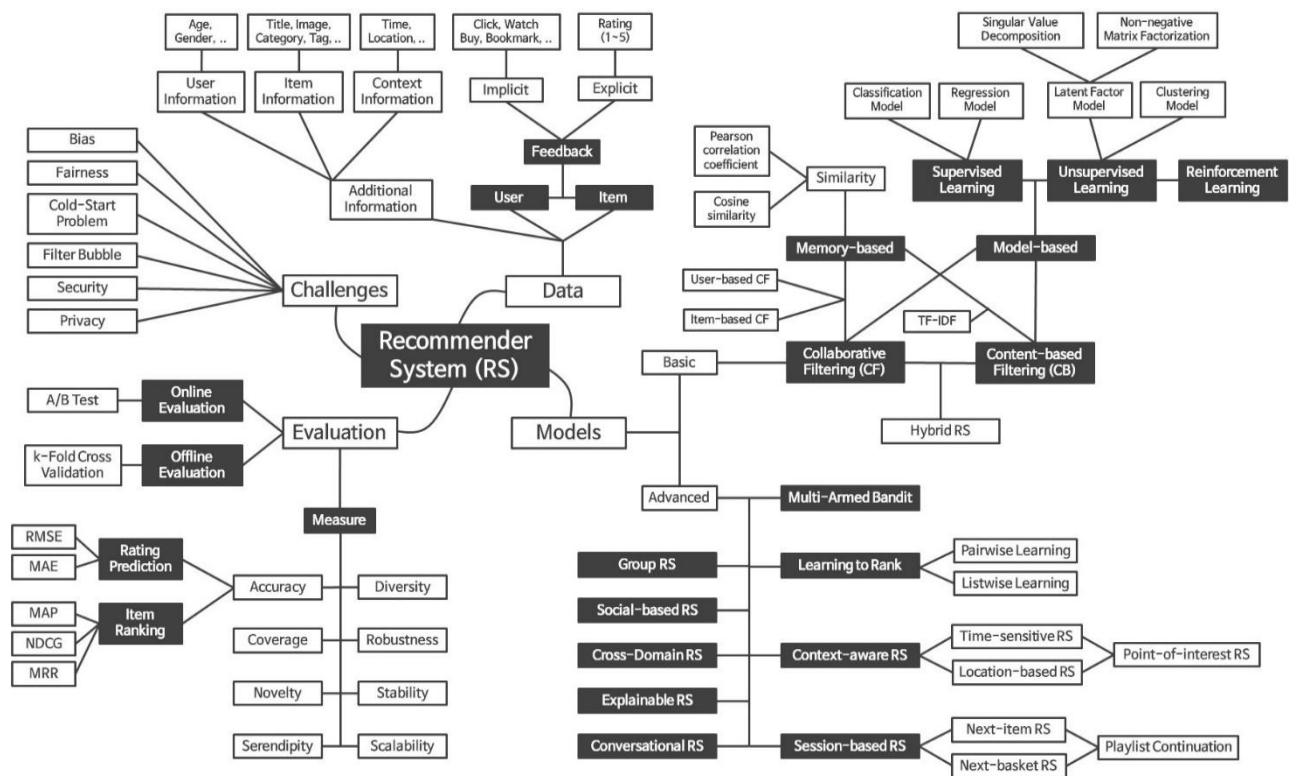 Age,
Gender, ..
Title, Image,
Category, Tag, ..
Time,
Location, ..
Click, Watch
Buy, Bookmark, ..
Rating
(1~5)
User
Information
Item
Information
Context
Information
Implicit
Explicit
Feedback
Additional
Information
User
Item
Data
Bias
Fairness
Cold-Start
Problem
Filter Bubble
Security
Privacy
Challenges
Recommender
System (RS)
Singular Value
Decomposition
Non-negative
Matrix Factorization
Classification
Model
Regression
Model
Latent Factor
Model
Clustering
Model
Pearson
correlation
coefficient
Cosine
similarity
Similarity
Supervised
Learning
Unsupervised
Learning
Reinforcement
Learning
Memory-based
Model-based
User-based CF
Item-based CF
TF-IDF
Basic
Collaborative
Filtering (CF)
Content-based
Filtering (CB)
Hybrid RS
Models
A/B Test
Online
Evaluation
k-Fold Cross
Validation
Offline
Evaluation
Evaluation
Measure
RMSE
MAE
Rating
Prediction
MAP
NDCG
MRR
Item
Ranking
Accuracy
Diversity
Coverage
Robustness
Novelty
Stability
Serendipity
Scalability
Advanced
Multi-Armed Bandit
Group RS
Learning to Rank
Pairwise Learning
Listwise Learning
Social-based RS
Cross-Domain RS
Context-aware RS
Time-sensitive RS
Location-based RS
Point-of-interest RS
Explainable RS
Conversational RS
Session-based RS
Next-item RS
Next-basket RS
Playlist Continuation